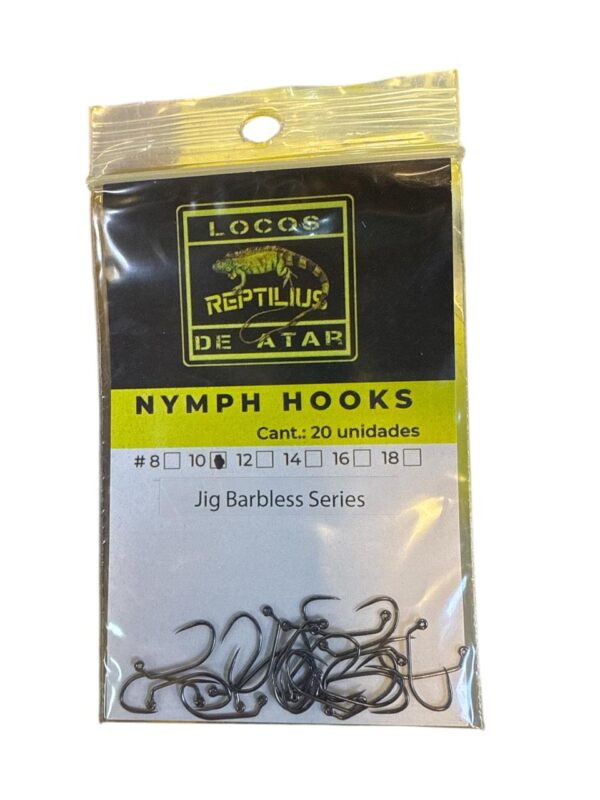 LOCOS
REPTILIUS
DE ATAR
NYMPH HOOKS
Cant.: 20 unidades
#8 10 12 14 16 18
Jig Barbless Series